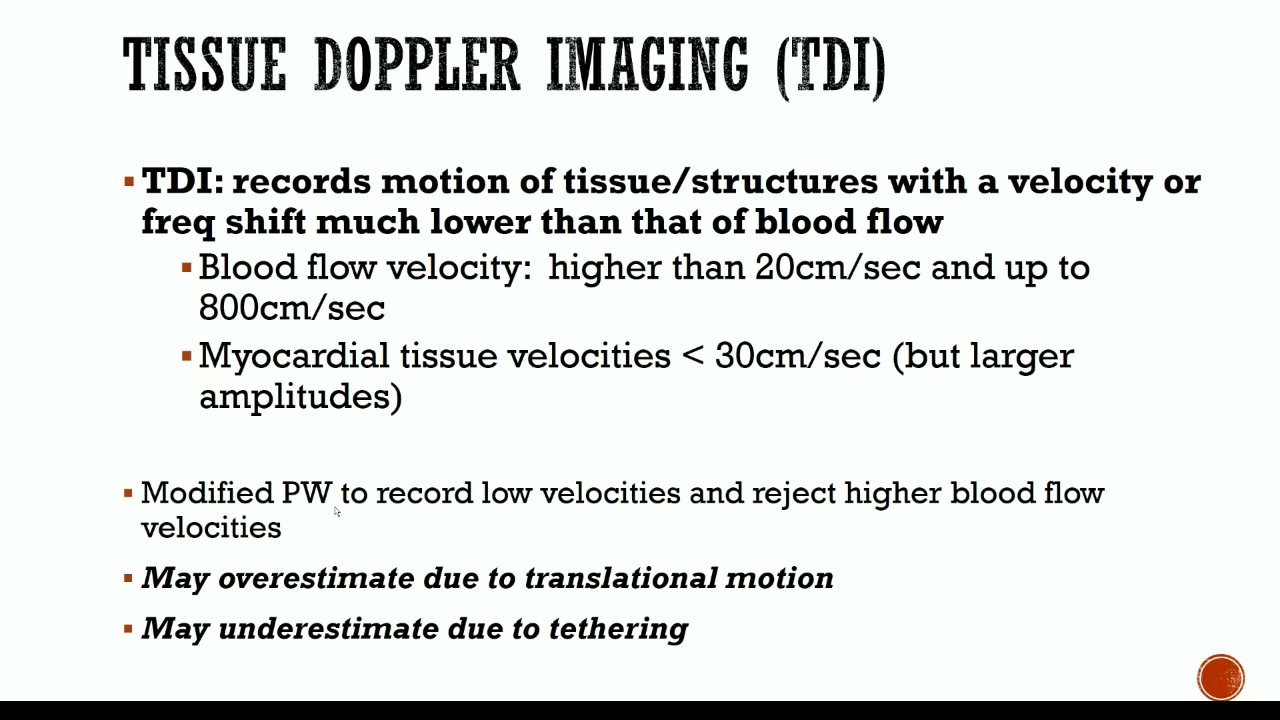 TISSUE DOPPLER IMAGING (TDI)
TDI: records motion of tissue/structures with a velocity or
freq shift much lower than that of blood flow
Blood flow velocity: higher than 20cm/sec and up to
800cm/sec
Myocardial tissue velocities < 30cm/sec (but larger
amplitudes)
Modified PW to record low velocities and reject higher blood flow
velocities
May overestimate due to translational motion
May underestimate due to tethering